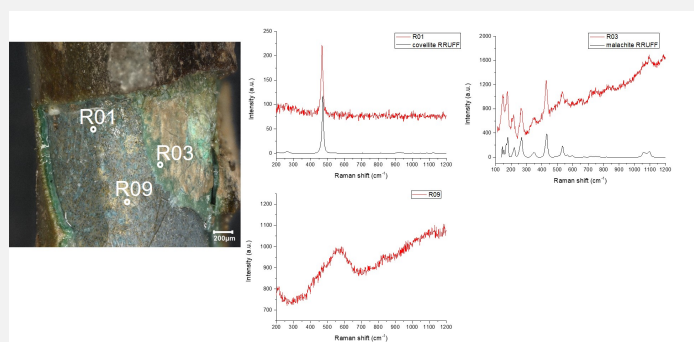 R01
R03
R09
200µm
R01
covellite RRUFF
Intensity (a.u.)
250
200
150
100
50
0
200 300 400 500 600 700 800 900 1000 1100 1200
Raman shift (cm⁻¹)
R03
malachite RRUFF
Intensity (a.u.)
2000
1600
1200
800
400
0
100 200 300 400 500 600 700 800 900 1000 1100 1200
Raman shift (cm⁻¹)
R09
Intensity (a.u.)
1100
1000
900
800
700
200 300 400 500 600 700 800 900 1000 1100 1200
Raman shift (cm⁻¹)